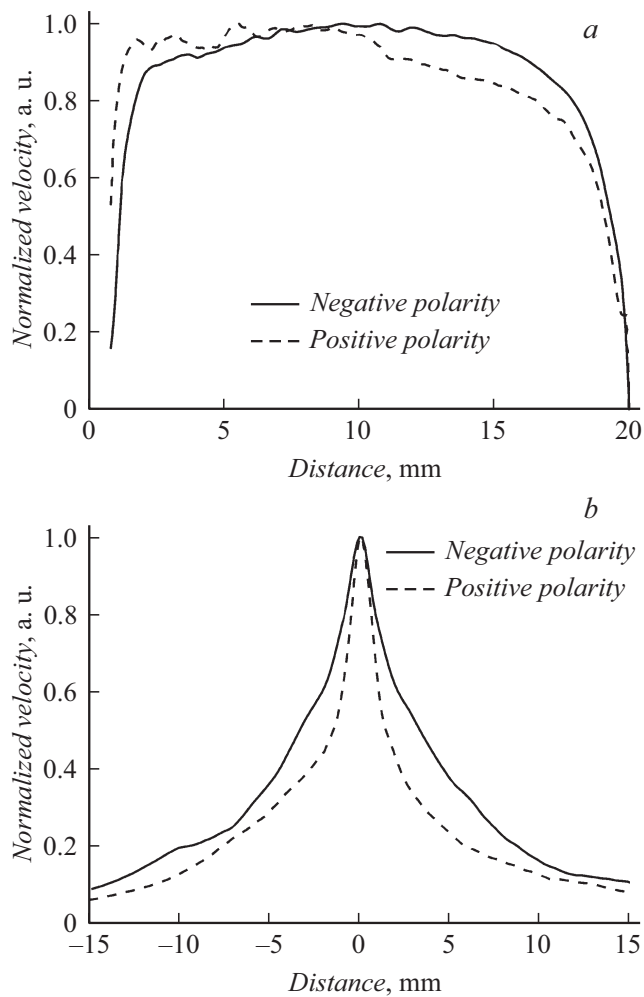 a
Normalized velocity, a. u.
1.0
0.8
0.6
0.4
0.2
0
Negative polarity
Positive polarity
0 5 10 15 20
Distance, mm
b
Normalized velocity, a. u.
1.0
0.8
0.6
0.4
0.2
0
Negative polarity
Positive polarity
–15 –10 –5 0 5 10 15
Distance, mm